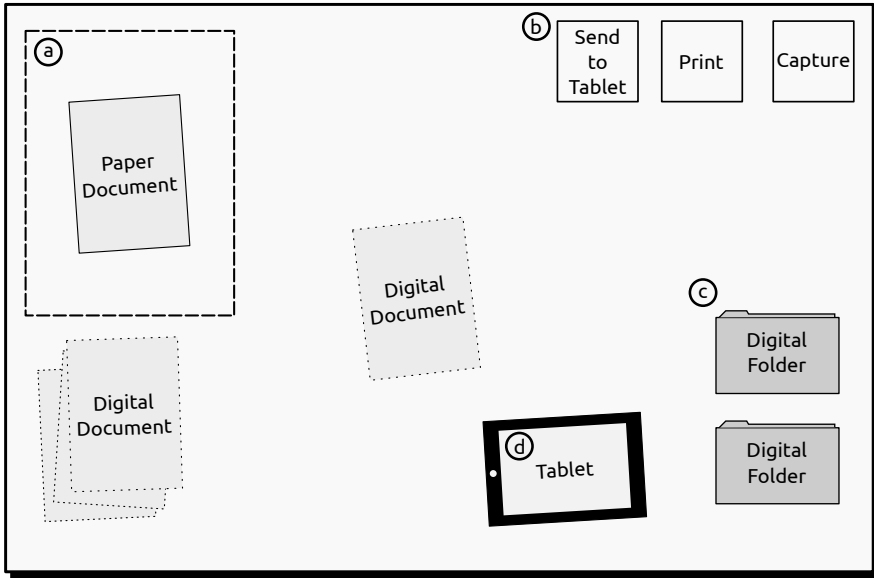 a
Paper
Document
b
Send
to
Tablet
Print
Capture
Digital
Document
c
Digital
Folder
Digital
Document
d
Tablet
Digital
Folder